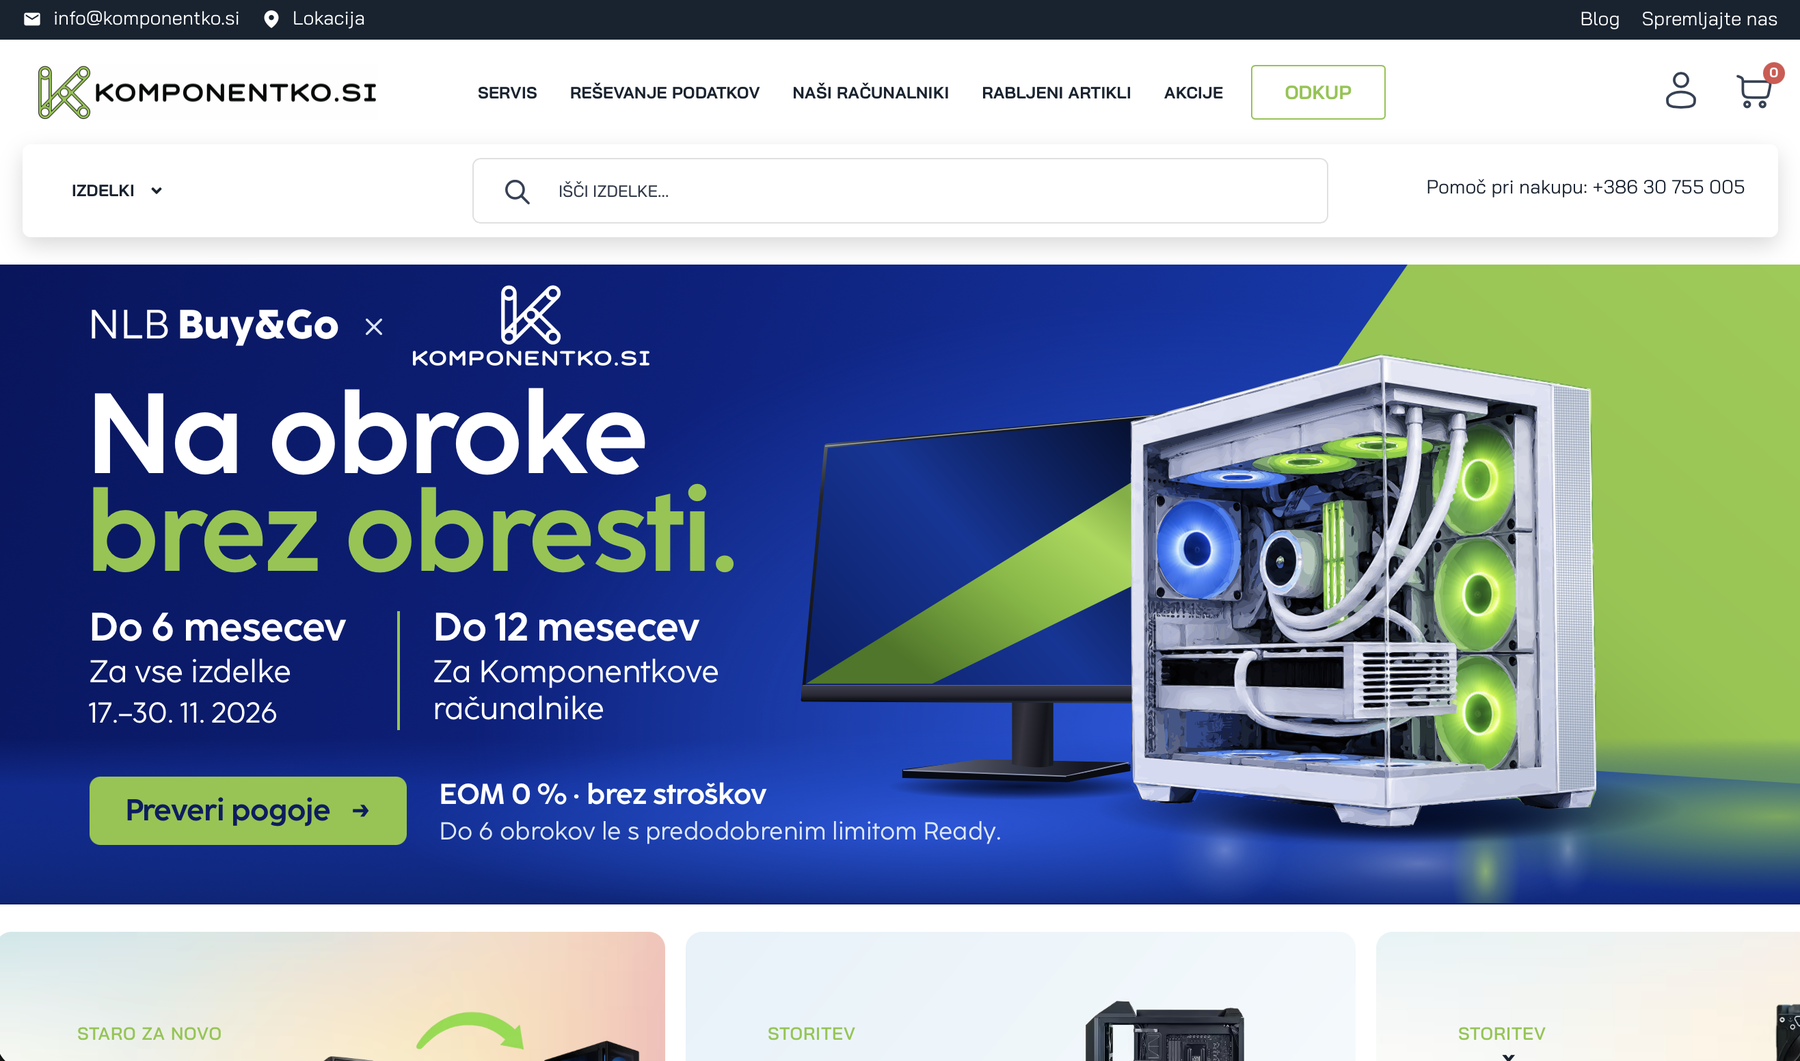 info@komponentko.si
Lokacija
Blog
Spremljajte nas
KOMPONENTKO.SI
SERVIS
REŠEVANJE PODATKOV
NAŠI RAČUNALNIKI
RABLJENI ARTIKLI
AKCIJE
ODKUP
0
IZDELKI
IŠČI IZDELKE...
Pomoč pri nakupu: +386 30 755 005
NLB Buy&Go ×
KOMPONENTKO.SI
Na obroke
brez obresti.
Do 6 mesecev
Za vse izdelke
17.–30. 11. 2026
Do 12 mesecev
Za Komponentkove
računalnike
Preveri pogoje →
EOM 0 % · brez stroškov
Do 6 obrokov le s predodobrenim limitom Ready.
STARO ZA NOVO
STORITEV
STORITEV